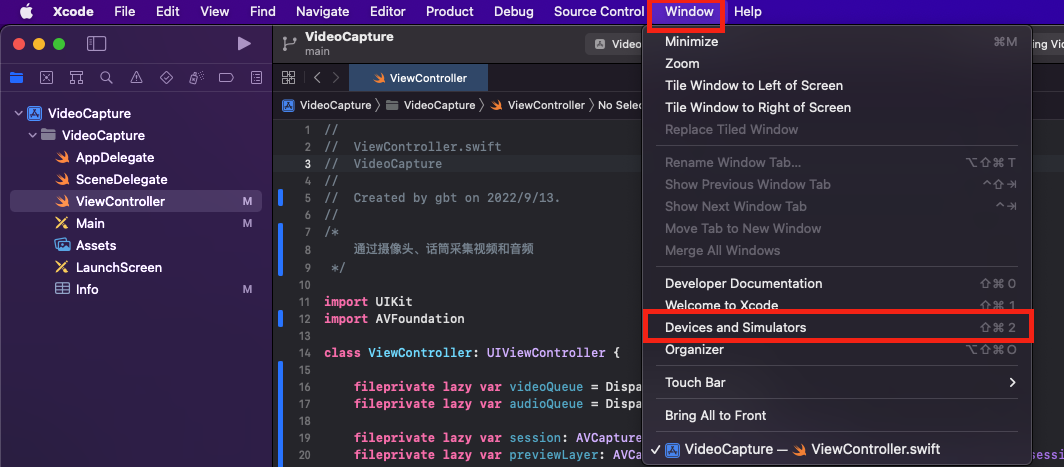 Xcode File Edit View Find Navigate Editor Product Debug Source Control Window Help
VideoCapture
main
Video
ing Vi
ViewController
VideoCapture VideoCapture ViewController No Selec
VideoCapture
VideoCapture
AppDelegate
SceneDelegate
ViewController M
Main M
Assets
LaunchScreen
Info M
1 //
2 // ViewController.swift
3 // VideoCapture
4 //
5 // Created by gbt on 2022/9/13.
6 //
7 /*
8 通过摄像头、话筒采集视频和音频
9 */
10
11 import UIKit
12 import AVFoundation
13
14 class ViewController: UIViewController {
15
16 fileprivate lazy var videoQueue = Dispa
17 fileprivate lazy var audioQueue = Dispa
18
19 fileprivate lazy var session: AVCapture
20 fileprivate lazy var previewLayer: AVCa
Minimize ⌘M
Zoom
Tile Window to Left of Screen
Tile Window to Right of Screen
Replace Tiled Window
Rename Window Tab... ⌥⇧⌘T
Show Previous Window Tab ^⇧⇥
Show Next Window Tab ^⇥
Move Tab to New Window
Merge All Windows
Developer Documentation ⇧⌘0
Welcome to Xcode ⇧⌘1
Devices and Simulators ⇧⌘2
Organizer ⌥⇧⌘O
Touch Bar
Bring All to Front
✓ VideoCapture — ViewController.swift